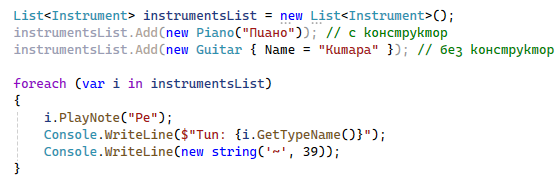 List<Instrument> instrumentsList = new List<Instrument>();
instrumentsList.Add(new Piano("Пиано")); // с конструктор
instrumentsList.Add(new Guitar { Name = "Китара" }); // без конструктор
foreach (var i in instrumentsList)
{
i.PlayNote("Ре");
Console.WriteLine($"Тип: {i.GetTypeName()}");
Console.WriteLine(new string('~', 39));
}